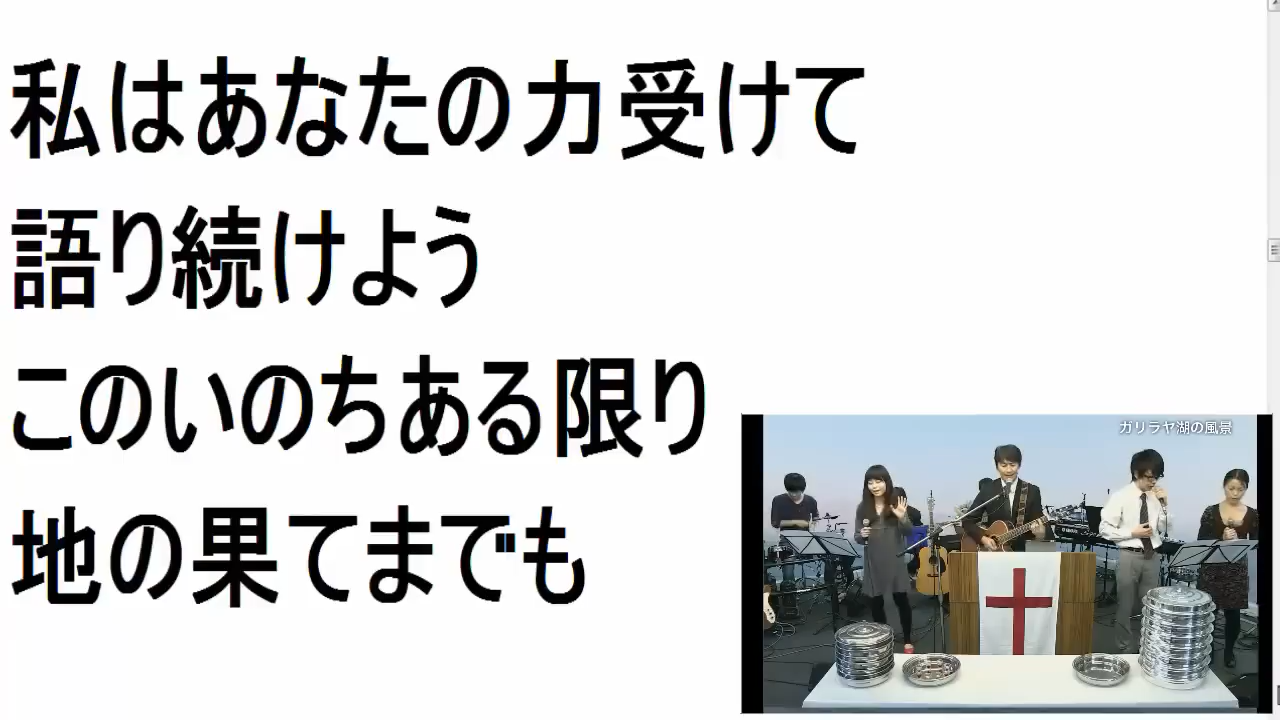 私はあなたの力受けて
語り続けよう
このいのちある限り
地の果てまでも
ガリラヤ湖の風景